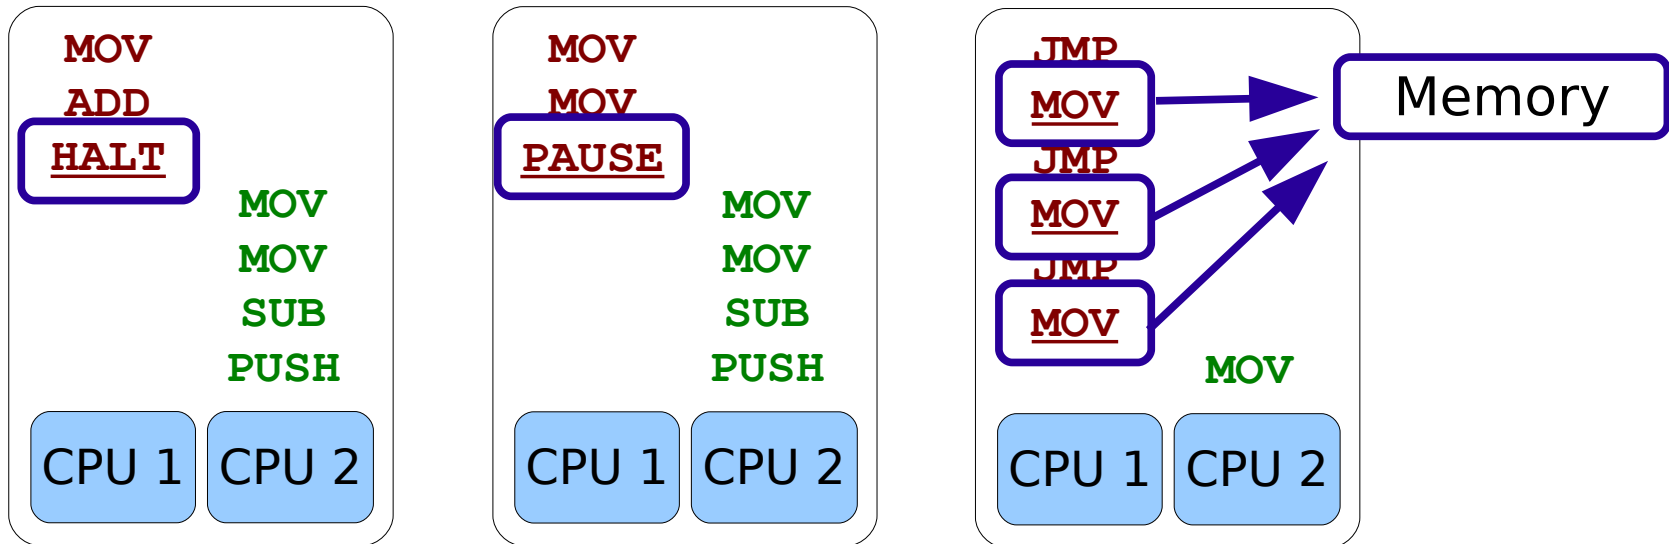 MOV
ADD
HALT
MOV
MOV
SUB
PUSH
CPU 1 CPU 2
MOV
MOV
PAUSE
MOV
MOV
SUB
PUSH
CPU 1 CPU 2
JMP
MOV
JMP
MOV
JMP
MOV
MOV
CPU 1 CPU 2
Memory